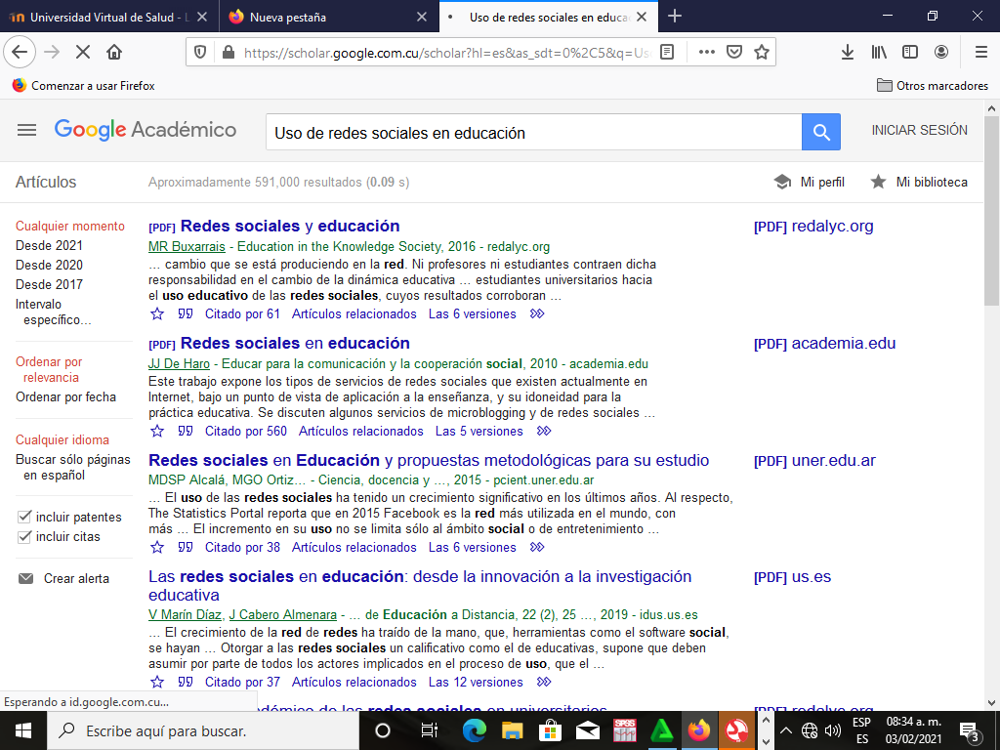 Universidad Virtual de Salud - L
Nueva pestaña
Uso de redes sociales en educa
https://scholar.google.com.cu/scholar?hl=es&as_sdt=0%2C5&q=Us
Comenzar a usar Firefox
Otros marcadores
Google Académico
Uso de redes sociales en educación
INICIAR SESIÓN
Artículos
Aproximadamente 591,000 resultados (0.09 s)
Mi perfil
Mi biblioteca
Cualquier momento
Desde 2021
Desde 2020
Desde 2017
Intervalo
específico...
Ordenar por
relevancia
Ordenar por fecha
Cualquier idioma
Buscar sólo páginas
en español
incluir patentes
incluir citas
Crear alerta
[PDF] Redes sociales y educación
MR Buxarrais - Education in the Knowledge Society, 2016 - redalyc.org
... cambio que se está produciendo en la red. Ni profesores ni estudiantes contraen dicha
responsabilidad en el cambio de la dinámica educativa ... estudiantes universitarios hacia
el uso educativo de las redes sociales, cuyos resultados corroboran ...
Citado por 61 Artículos relacionados Las 6 versiones
[PDF] redalyc.org
[PDF] Redes sociales en educación
JJ De Haro - Educar para la comunicación y la cooperación social, 2010 - academia.edu
Este trabajo expone los tipos de servicios de redes sociales que existen actualmente en
Internet, bajo un punto de vista de aplicación a la enseñanza, y su idoneidad para la
práctica educativa. Se discuten algunos servicios de microblogging y de redes sociales ...
Citado por 560 Artículos relacionados Las 5 versiones
[PDF] academia.edu
Redes sociales en Educación y propuestas metodológicas para su estudio
MDSP Alcalá, MGO Ortiz... - Ciencia, docencia y ..., 2015 - pcient.uner.edu.ar
... El uso de las redes sociales ha tenido un crecimiento significativo en los últimos años. Al respecto,
The Statistics Portal reporta que en 2015 Facebook es la red más utilizada en el mundo, con
más ... El incremento en su uso no se limita sólo al ámbito social o de entretenimiento ...
Citado por 38 Artículos relacionados Las 6 versiones
[PDF] uner.edu.ar
Las redes sociales en educación: desde la innovación a la investigación
educativa
V Marín Díaz, J Cabero Almenara - ... de Educación a Distancia, 22 (2), 25 ..., 2019 - idus.us.es
... El crecimiento de la red de redes ha traído de la mano, que, herramientas como el software social,
se hayan ... Otorgar a las redes sociales un calificativo como el de educativas, supone que deben
asumir por parte de todos los actores implicados en el proceso de uso, que el ...
Citado por 37 Artículos relacionados Las 12 versiones
[PDF] us.es
Esperando a id.google.com.cu...
démico de las redes sociales en universitarios
[PDF] redalyc.org
Escribe aquí para buscar.
SPSS
ESP
ES
08:34 a. m.
03/02/2021
3